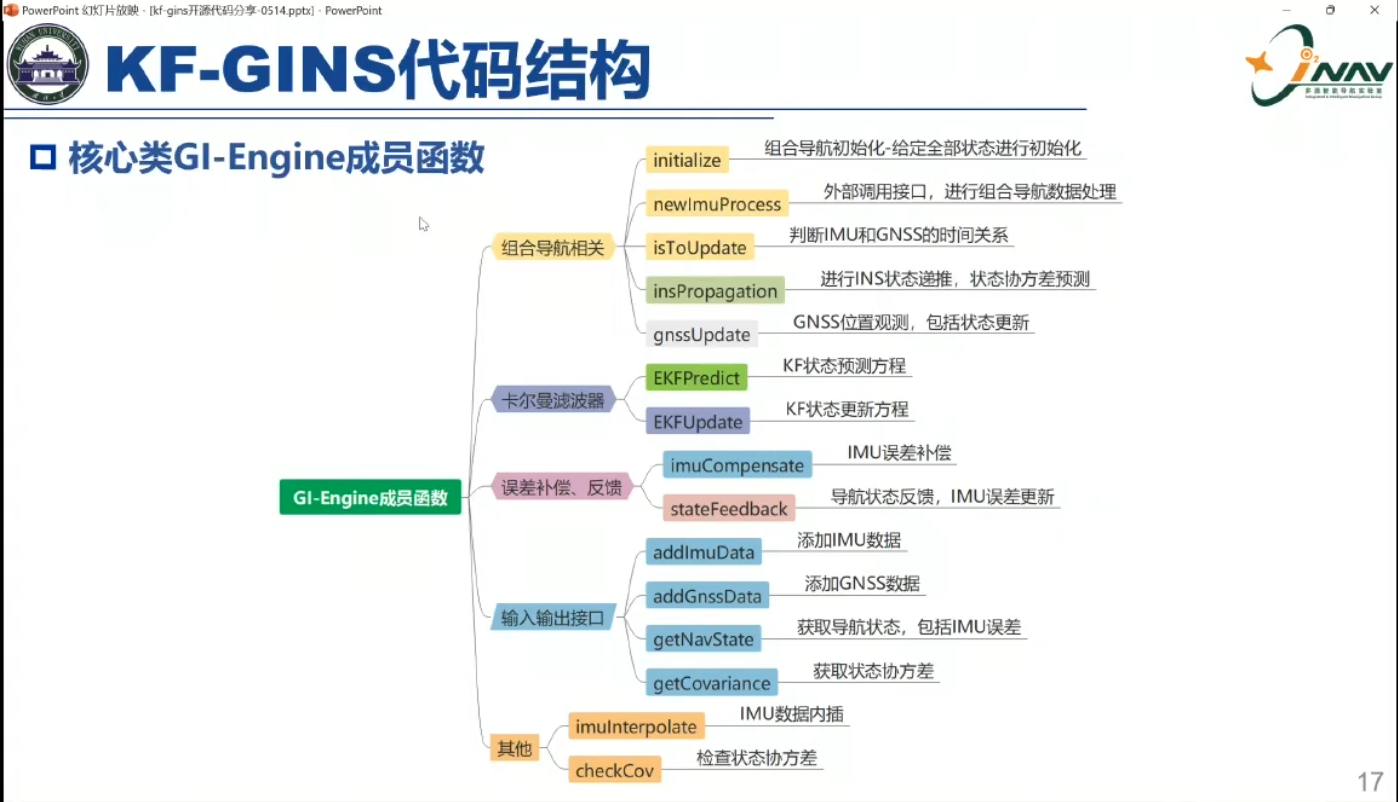 PowerPoint 幻灯片放映 - [kf-gins开源代码分享-0514.pptx] - PowerPoint
KF-GINS代码结构
i2NAV
多源智能导航实验室
核心类GI-Engine成员函数
GI-Engine成员函数
组合导航相关
initialize 组合导航初始化-给定全部状态进行初始化
newImuProcess 外部调用接口，进行组合导航数据处理
isToUpdate 判断IMU和GNSS的时间关系
insPropagation 进行INS状态递推，状态协方差预测
gnssUpdate GNSS位置观测，包括状态更新
卡尔曼滤波器
EKFPredict KF状态预测方程
EKFUpdate KF状态更新方程
误差补偿、反馈
imuCompensate IMU误差补偿
stateFeedback 导航状态反馈，IMU误差更新
输入输出接口
addImuData 添加IMU数据
addGnssData 添加GNSS数据
getNavState 获取导航状态，包括IMU误差
getCovariance 获取状态协方差
其他
imuInterpolate IMU数据内插
checkCov 检查状态协方差
17